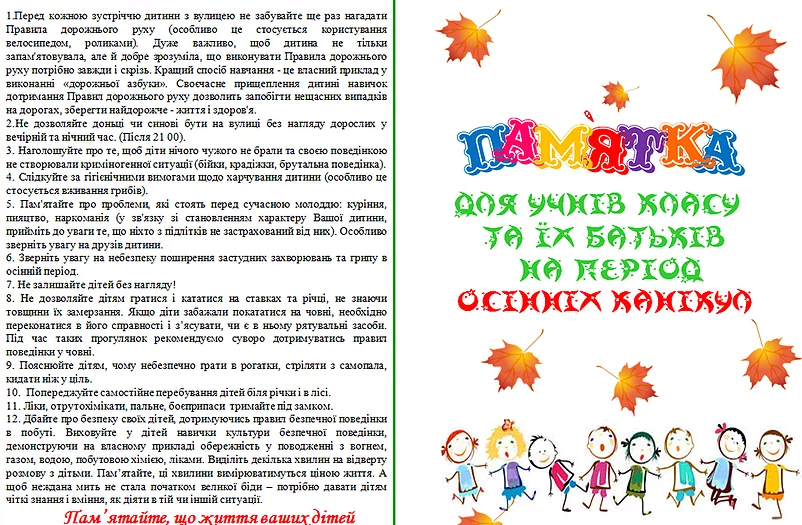 1.Перед кожною зустріччю дитини з вулицею не забувайте ще раз нагадати
Правила дорожнього руху (особливо це стосується користування
велосипедом, роликами). Дуже важливо, щоб дитина не тільки
запам'ятовувала, але й добре зрозуміла, що виконувати Правила дорожнього
руху потрібно завжди і скрізь. Кращий спосіб навчання - це власний приклад у
виконанні «дорожньої азбуки». Своєчасне прищеплення дитині навичок
дотримання Правил дорожнього руху дозволить запобігти нещасних випадків
на дорогах, зберегти найдорожче - життя і здоров'я.
2.Не дозволяйте доньці чи синові бути на вулиці без нагляду дорослих у
вечірній та нічний час. (Після 21 00).
3. Наголошуйте про те, щоб діти нічого чужого не брали та своєю поведінкою
не створювали криміногенної ситуації (бійки, крадіжки, брутальна поведінка).
4. Слідкуйте за гігієнічними вимогами щодо харчування дитини (особливо це
стосується вживання грибів).
5. Пам'ятайте про проблеми, які стоять перед сучасною молоддю: куріння,
пияцтво, наркоманія (у зв'язку зі становленням характеру Вашої дитини,
прийміть до уваги те, що ніхто з підлітків не застрахований від них). Особливо
зверніть увагу на друзів дитини.
6. Зверніть увагу на небезпеку поширення застудних захворювань та грипу в
осінній період.
7. Не залишайте дітей без нагляду!
8. Не дозволяйте дітям гратися і кататися на ставках та річці, не знаючи
товщини їх замерзання. Якщо діти забажали покататися на човні, необхідно
переконатися в його справності і з’ясувати, чи є в ньому рятувальні засоби.
Під час таких прогулянок рекомендуємо суворо дотримуватись правил
поведінки у човні.
9. Пояснюйте дітям, чому небезпечно грати в рогатки, стріляти з самопала,
кидати ніж у ціль.
10. Попереджуйте самостійне перебування дітей біля річки і в лісі.
11. Ліки, отрутохімікати, пальне, боєприпаси тримайте під замком.
12. Дбайте про безпеку своїх дітей, дотримуючись правил безпечної поведінки
в побуті. Виховуйте у дітей навички культури безпечної поведінки,
демонструючи на власному прикладі обережність у поводженні з вогнем,
газом, водою, побутовою хімією, ліками. Виділіть декілька хвилин на відверту
розмову з дітьми. Пам’ятайте, ці хвилини вимірюватимуться ціною життя. А
щоб неждана мить не стала початком великої біди – потрібно давати дітям
чіткі знання і вміння, як діяти в тій чи іншій ситуації.
Пам’ятайте, що життя ваших дітей
ПАМ'ЯТКА
ДЛЯ УЧНІВ КЛАСУ
ТА ЇХ БАТЬКІВ
НА ПЕРІОД
ОСІННІХ КАНІКУЛ